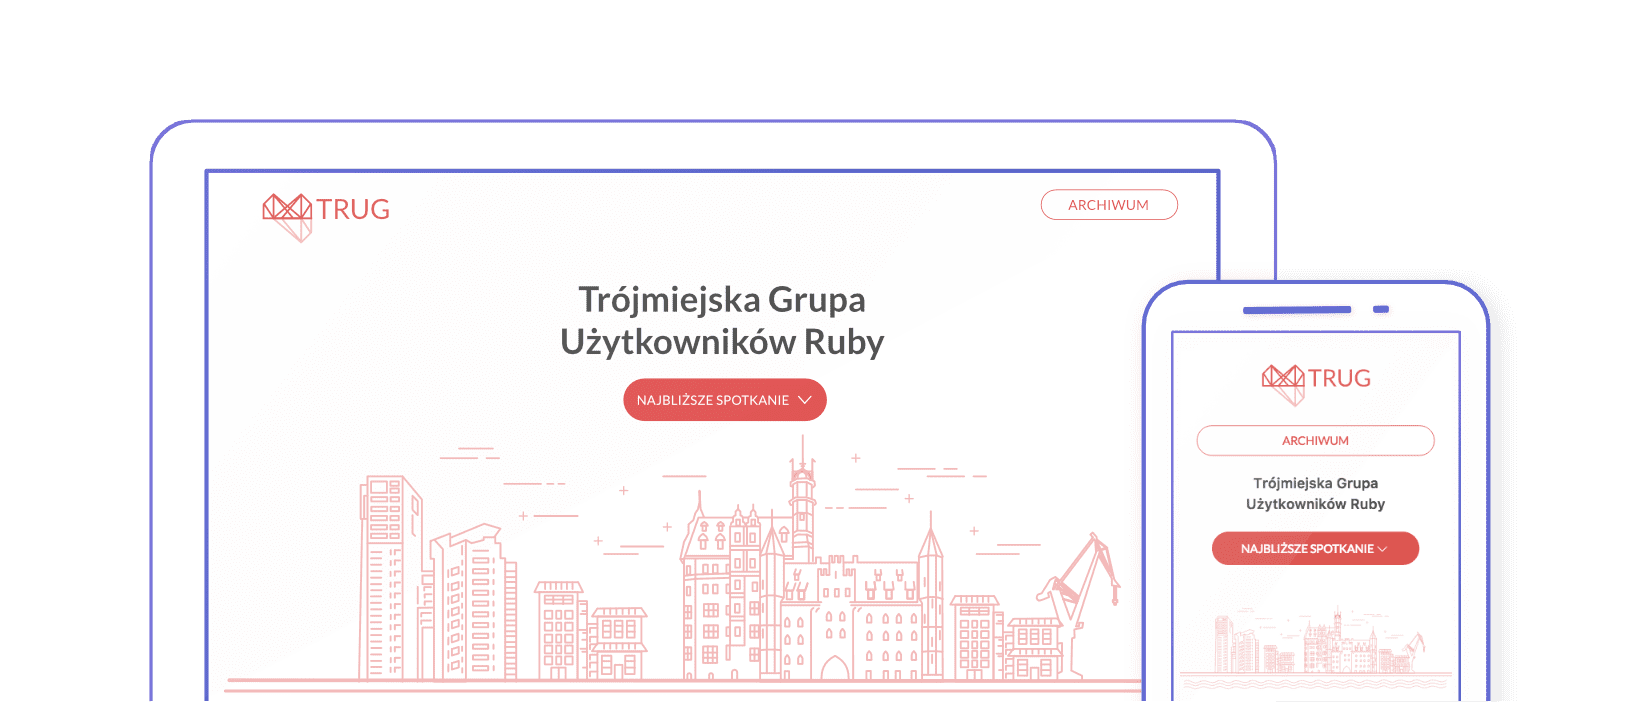 TRUG
ARCHIWUM
Trójmiejska Grupa
Użytkowników Ruby
NAJBLIŻSZE SPOTKANIE
TRUG
ARCHIWUM
Trójmiejska Grupa
Użytkowników Ruby
NAJBLIŻSZE SPOTKANIE